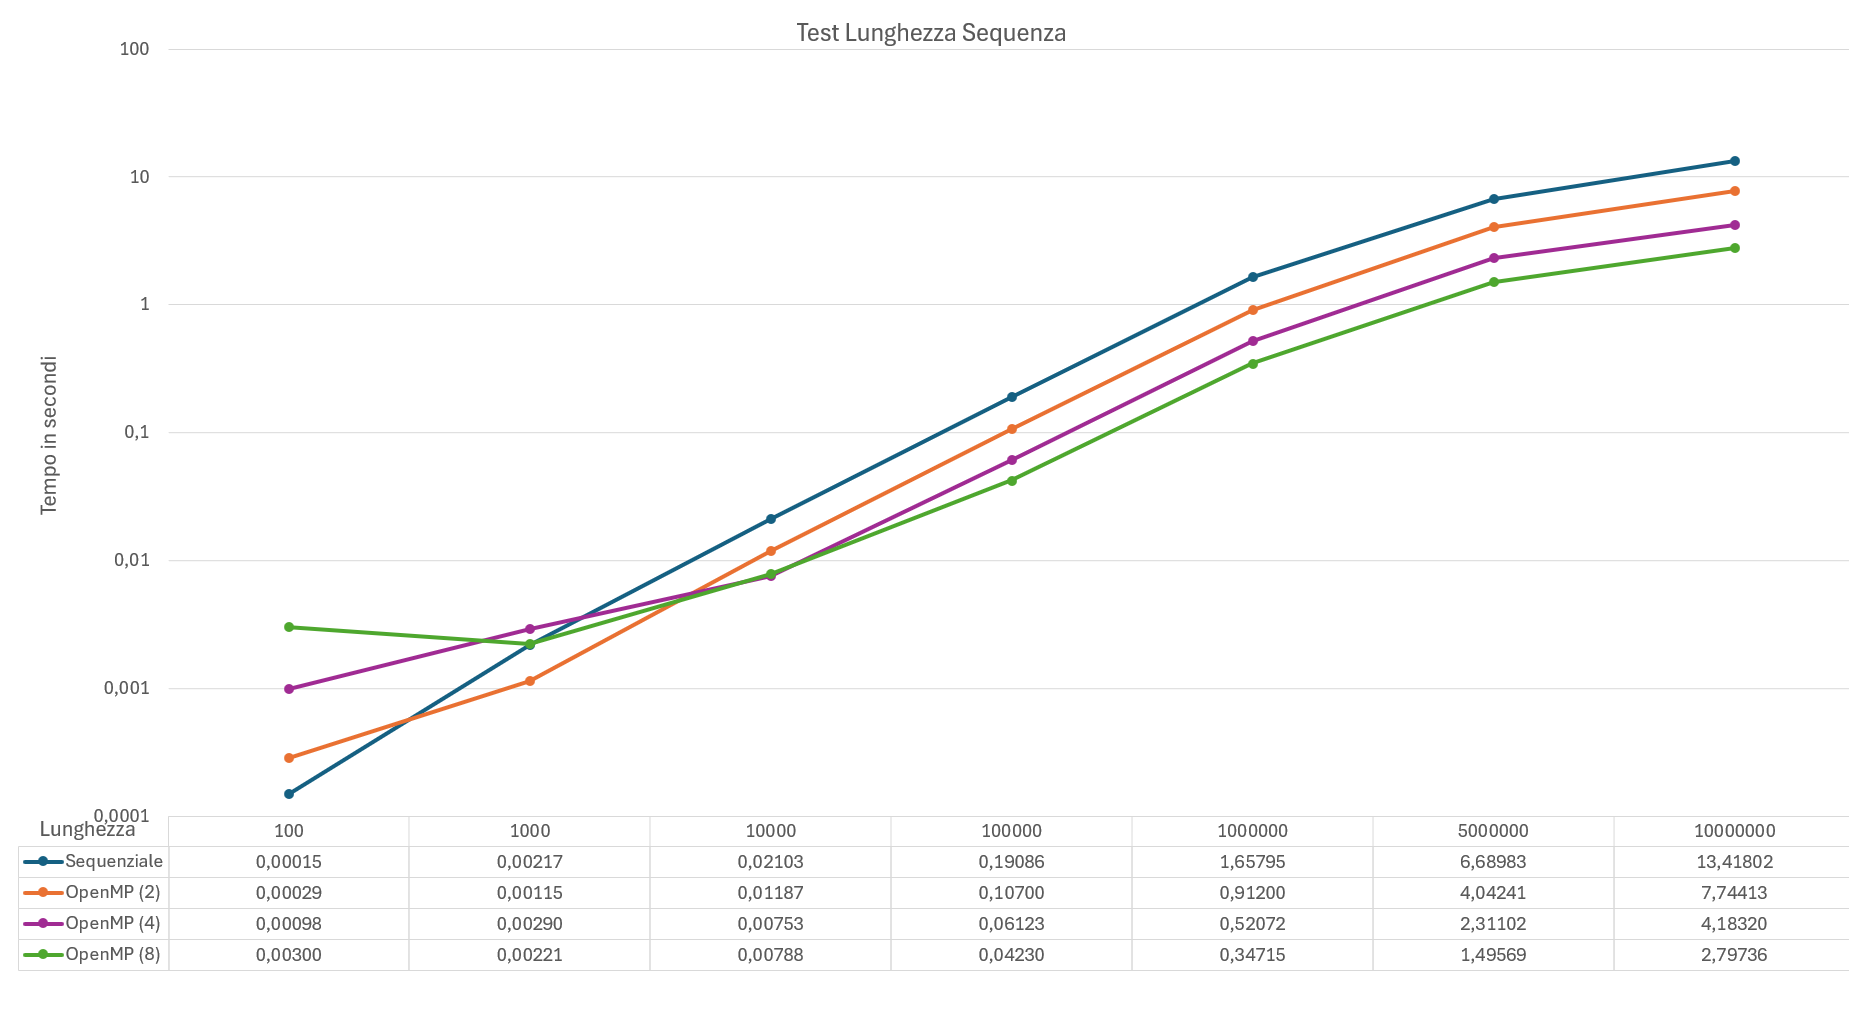 Test Lunghezza Sequenza
100
10
1
0,1
0,01
0,001
0,0001
Tempo in secondi
Lunghezza 100 1000 10000 100000 1000000 5000000 10000000
Sequenziale 0,00015 0,00217 0,02103 0,19086 1,65795 6,68983 13,41802
OpenMP (2) 0,00029 0,00115 0,01187 0,10700 0,91200 4,04241 7,74413
OpenMP (4) 0,00098 0,00290 0,00753 0,06123 0,52072 2,31102 4,18320
OpenMP (8) 0,00300 0,00221 0,00788 0,04230 0,34715 1,49569 2,79736